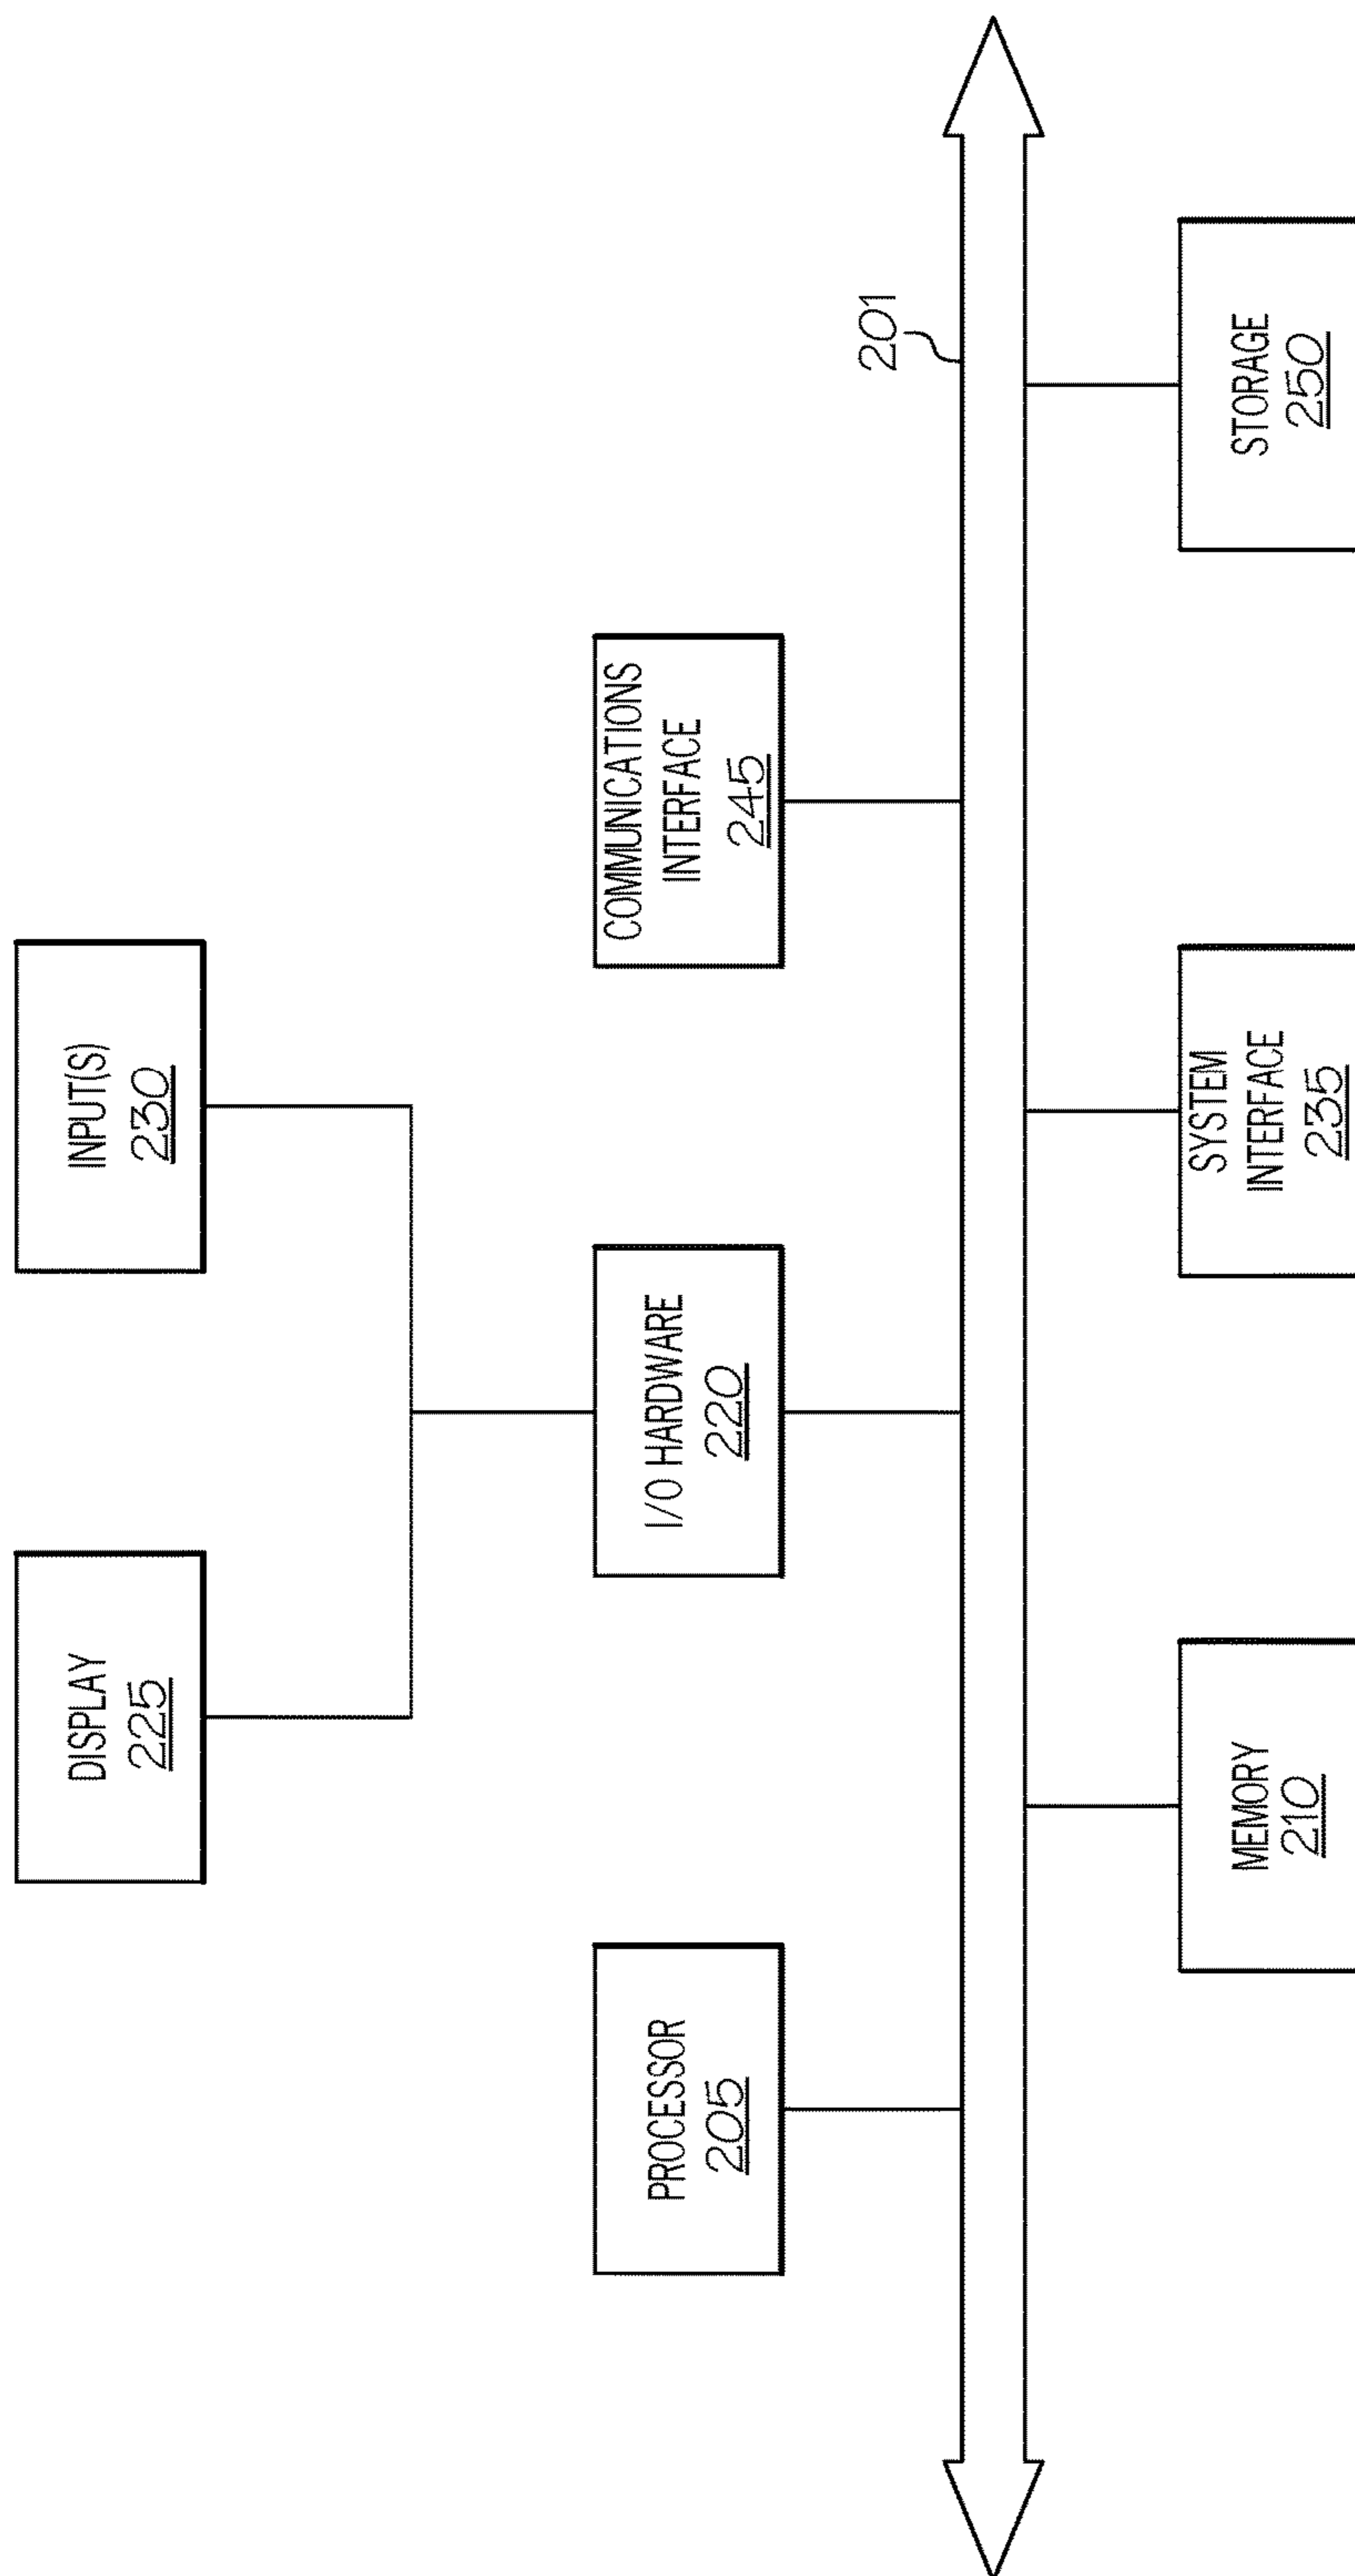 DISPLAY
225
INPUT(S)
230
PROCESSOR
205
I/O HARDWARE
220
COMMUNICATIONS
INTERFACE
245
201
MEMORY
210
SYSTEM
INTERFACE
235
STORAGE
250